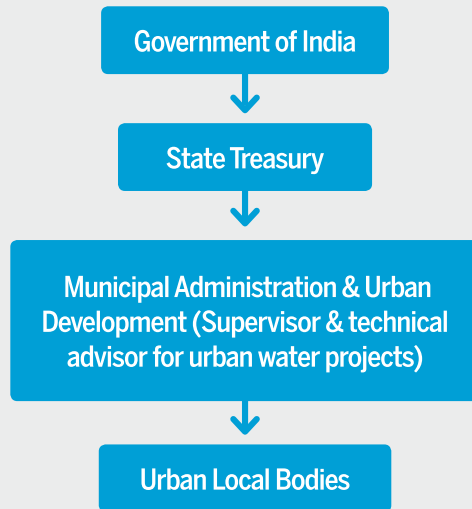 Government of India
State Treasury
Municipal Administration & Urban
Development (Supervisor & technical
advisor for urban water projects)
Urban Local Bodies